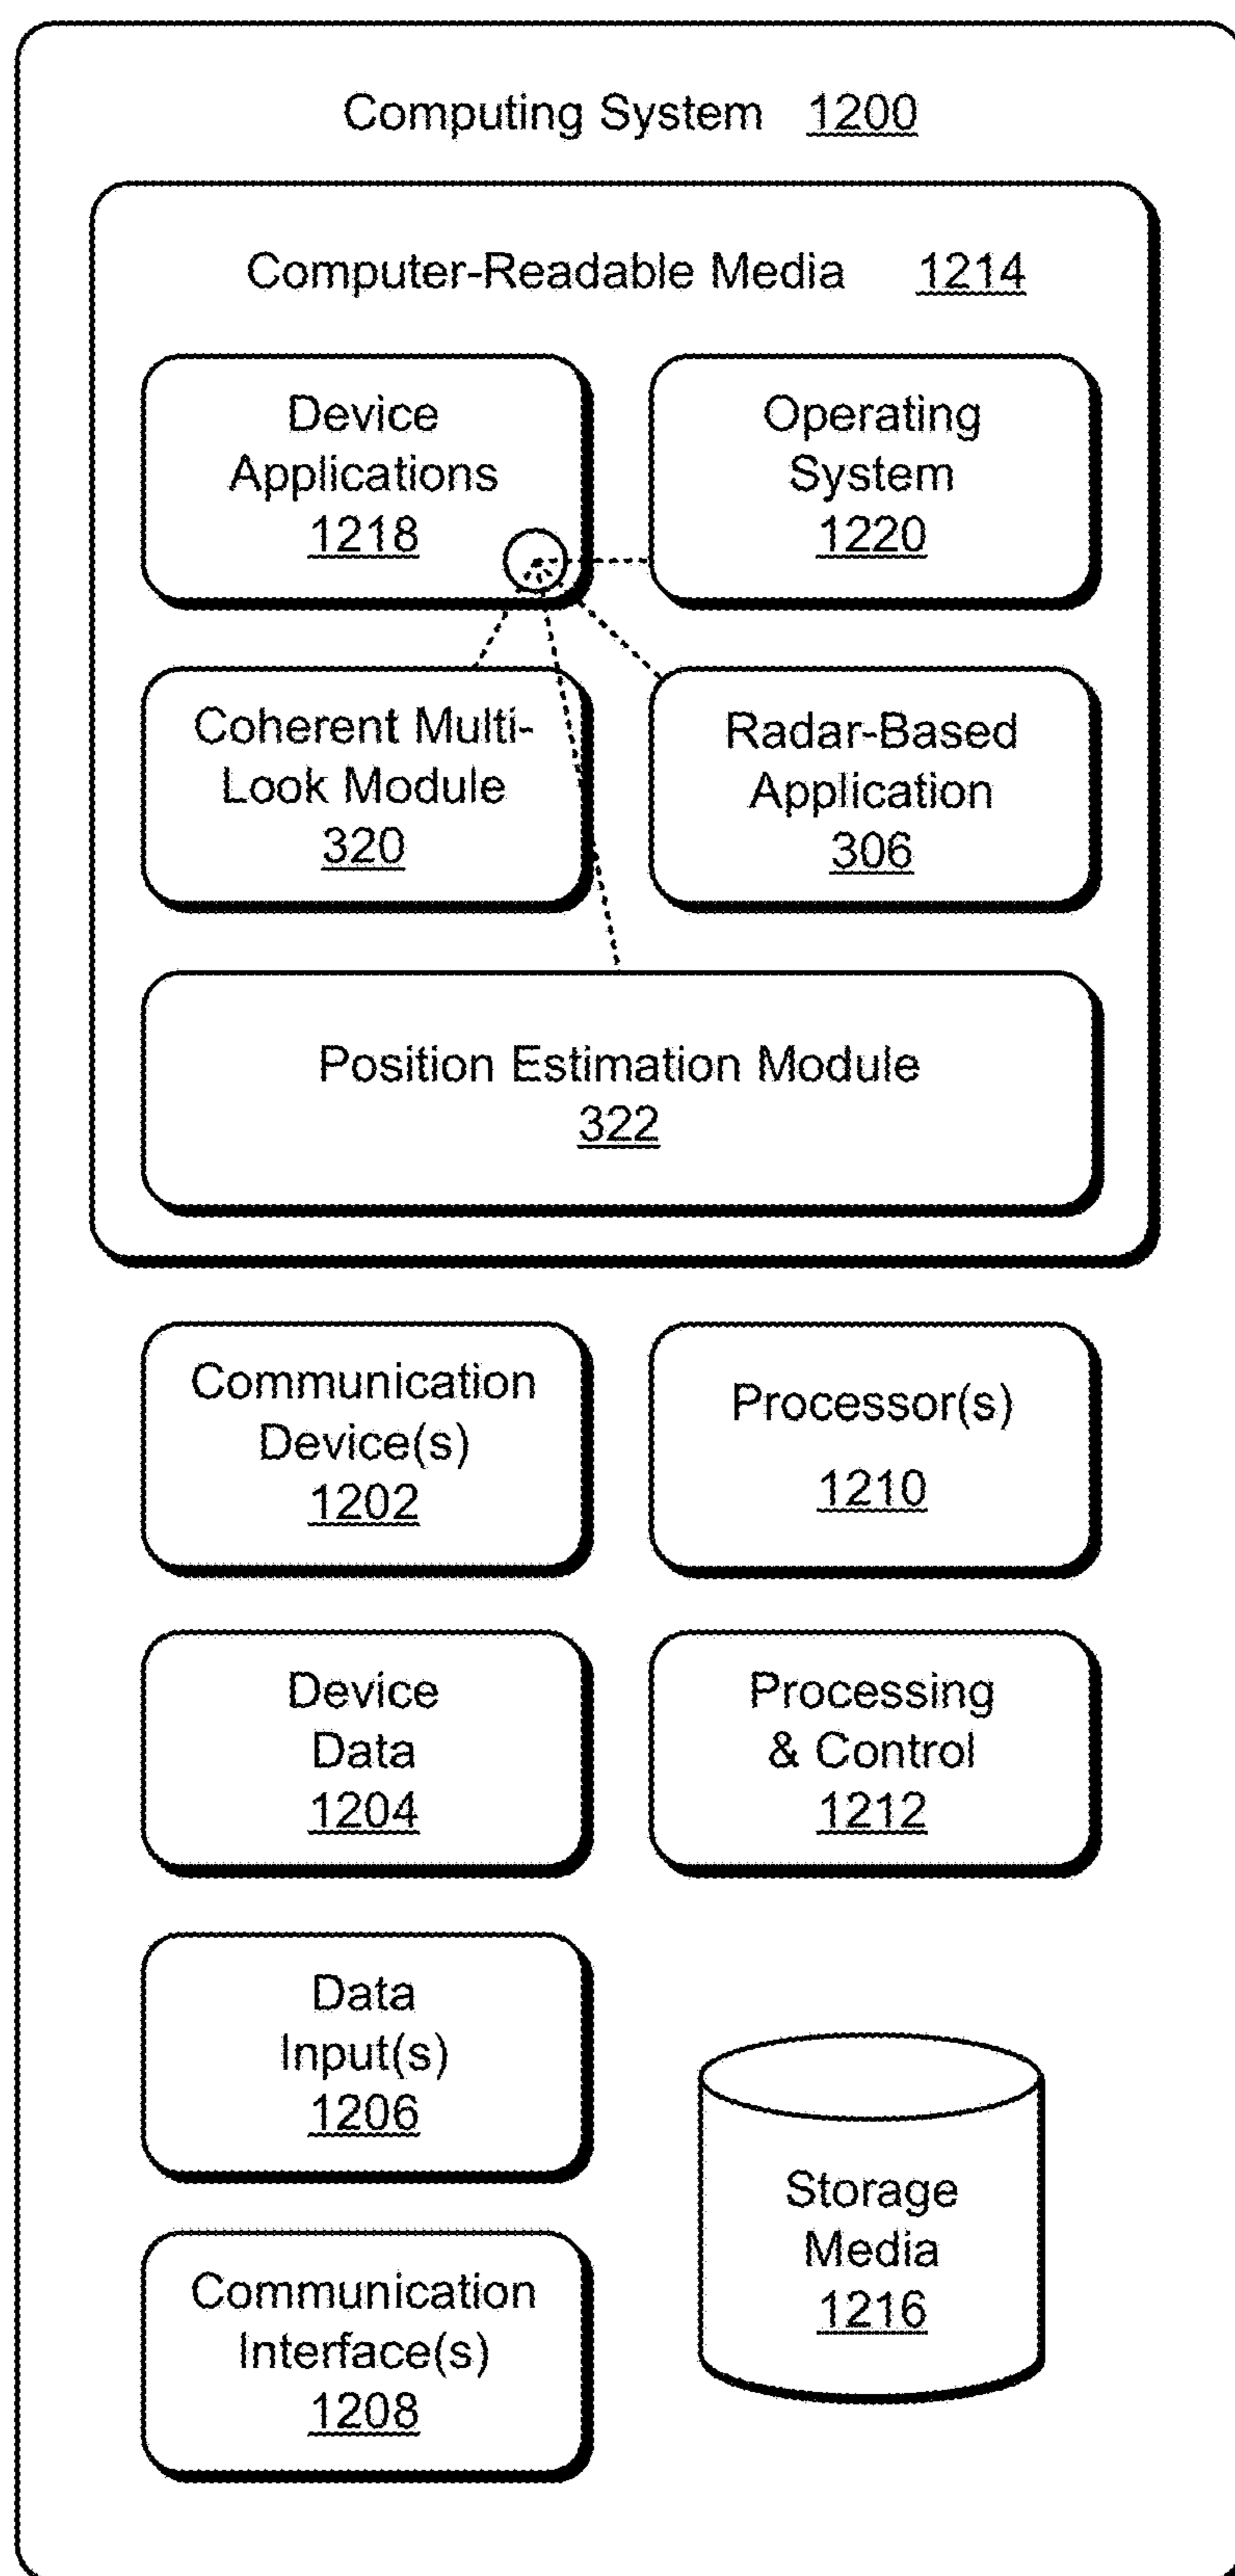 Computing System 1200
Computer-Readable Media 1214
Device
Applications
1218
Operating
System
1220
Coherent Multi-
Look Module
320
Radar-Based
Application
306
Position Estimation Module
322
Communication
Device(s)
1202
Processor(s)
1210
Device
Data
1204
Processing
& Control
1212
Data
Input(s)
1206
Storage
Media
1216
Communication
Interface(s)
1208